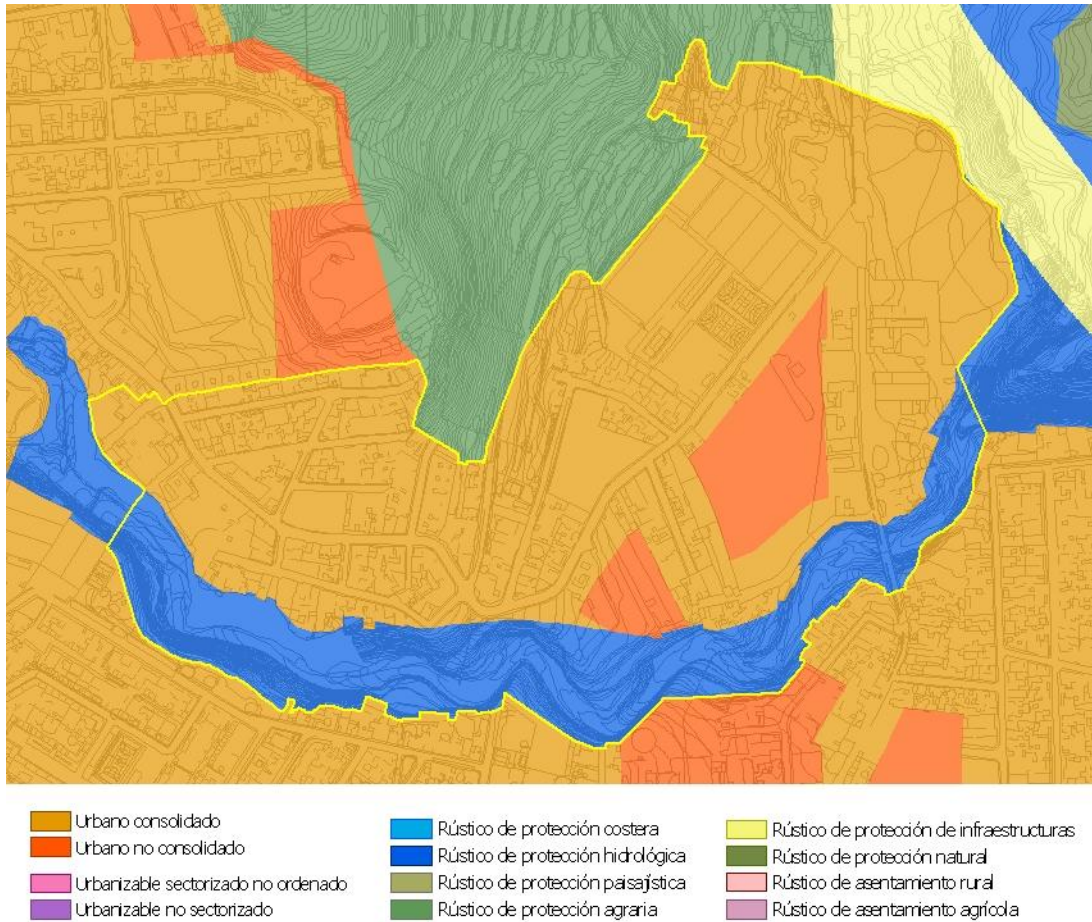 Urbano consolidado
Urbano no consolidado
Urbanizable sectorizado no ordenado
Urbanizable no sectorizado
Rústico de protección costera
Rústico de protección hidrológica
Rústico de protección paisajística
Rústico de protección agraria
Rústico de protección de infraestructuras
Rústico de protección natural
Rústico de asentamiento rural
Rústico de asentamiento agrícola